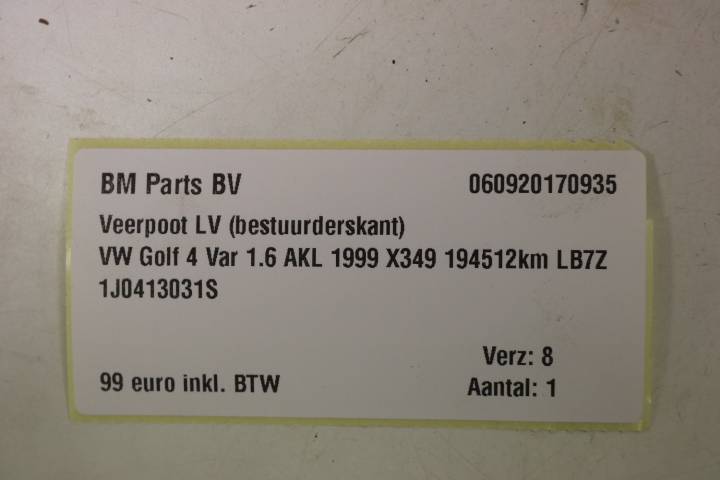 BM Parts BV 060920170935
Veerpoot LV (bestuurderskant)
VW Golf 4 Var 1.6 AKL 1999 X349 194512km LB7Z
1J0413031S
Verz: 8
99 euro inkl. BTW Aantal: 1